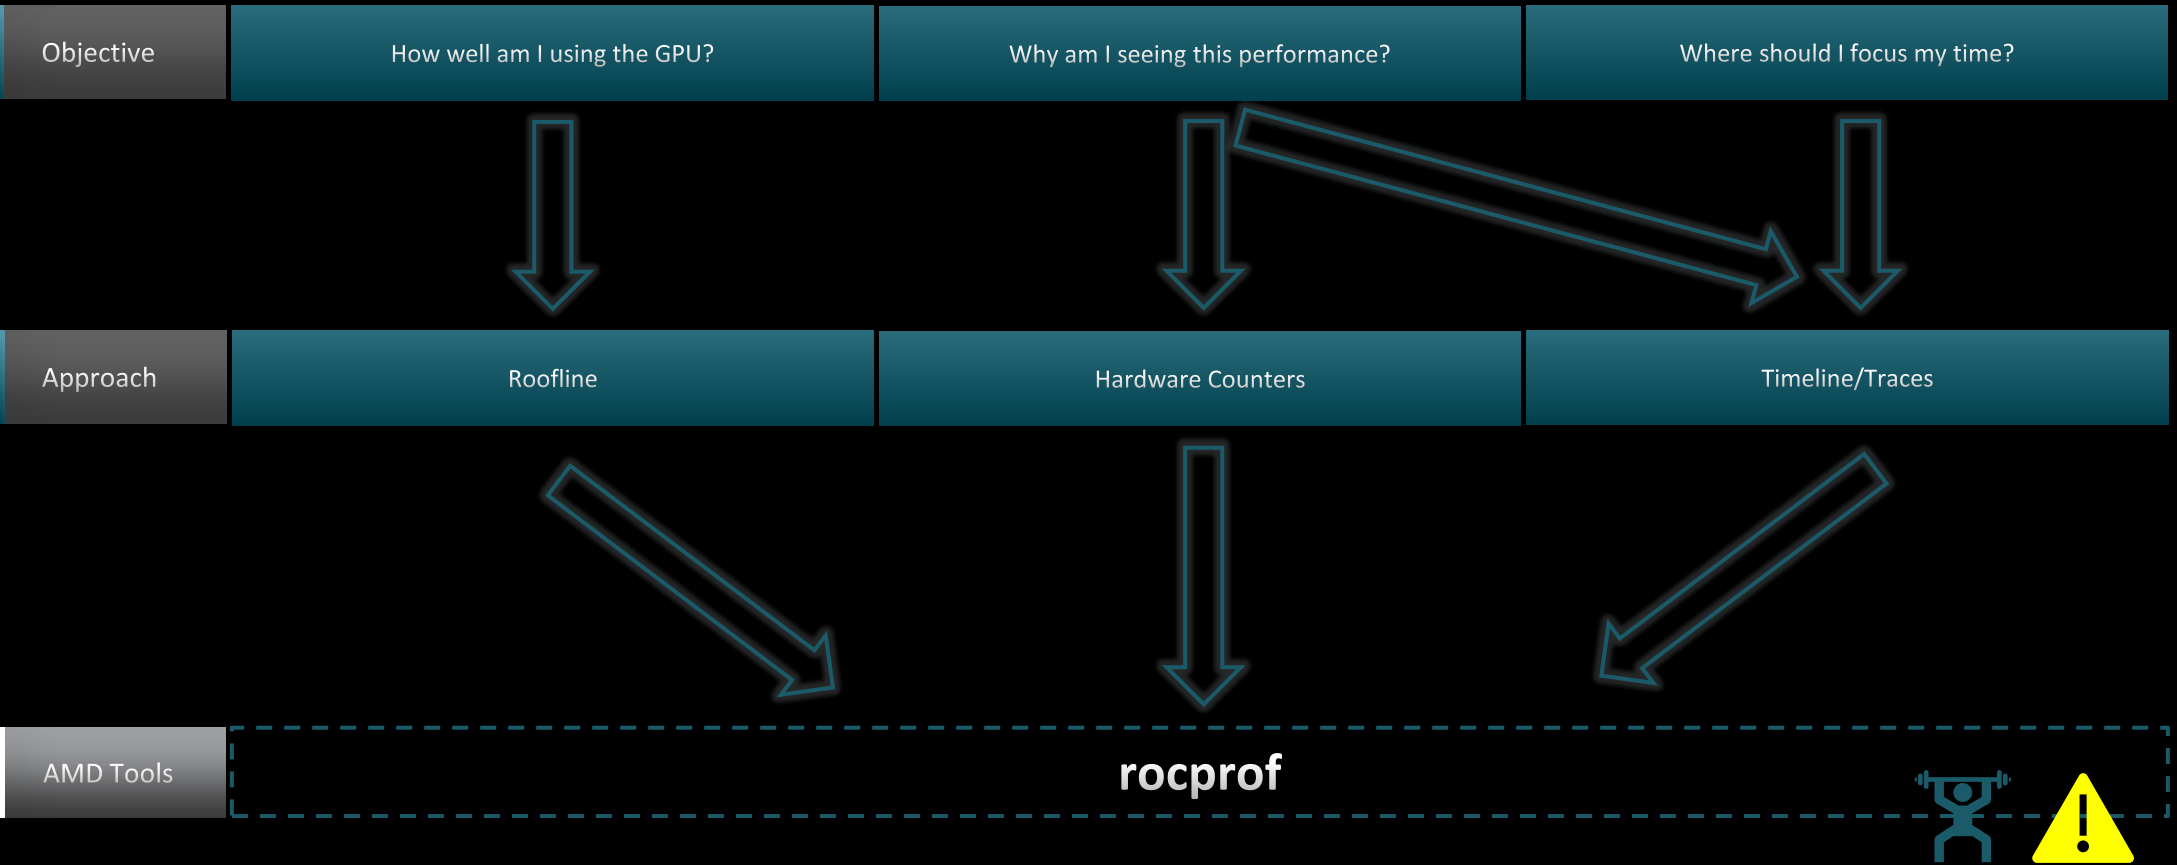 Objective
How well am I using the GPU?
Why am I seeing this performance?
Where should I focus my time?
Approach
Roofline
Hardware Counters
Timeline/Traces
AMD Tools
rocprof